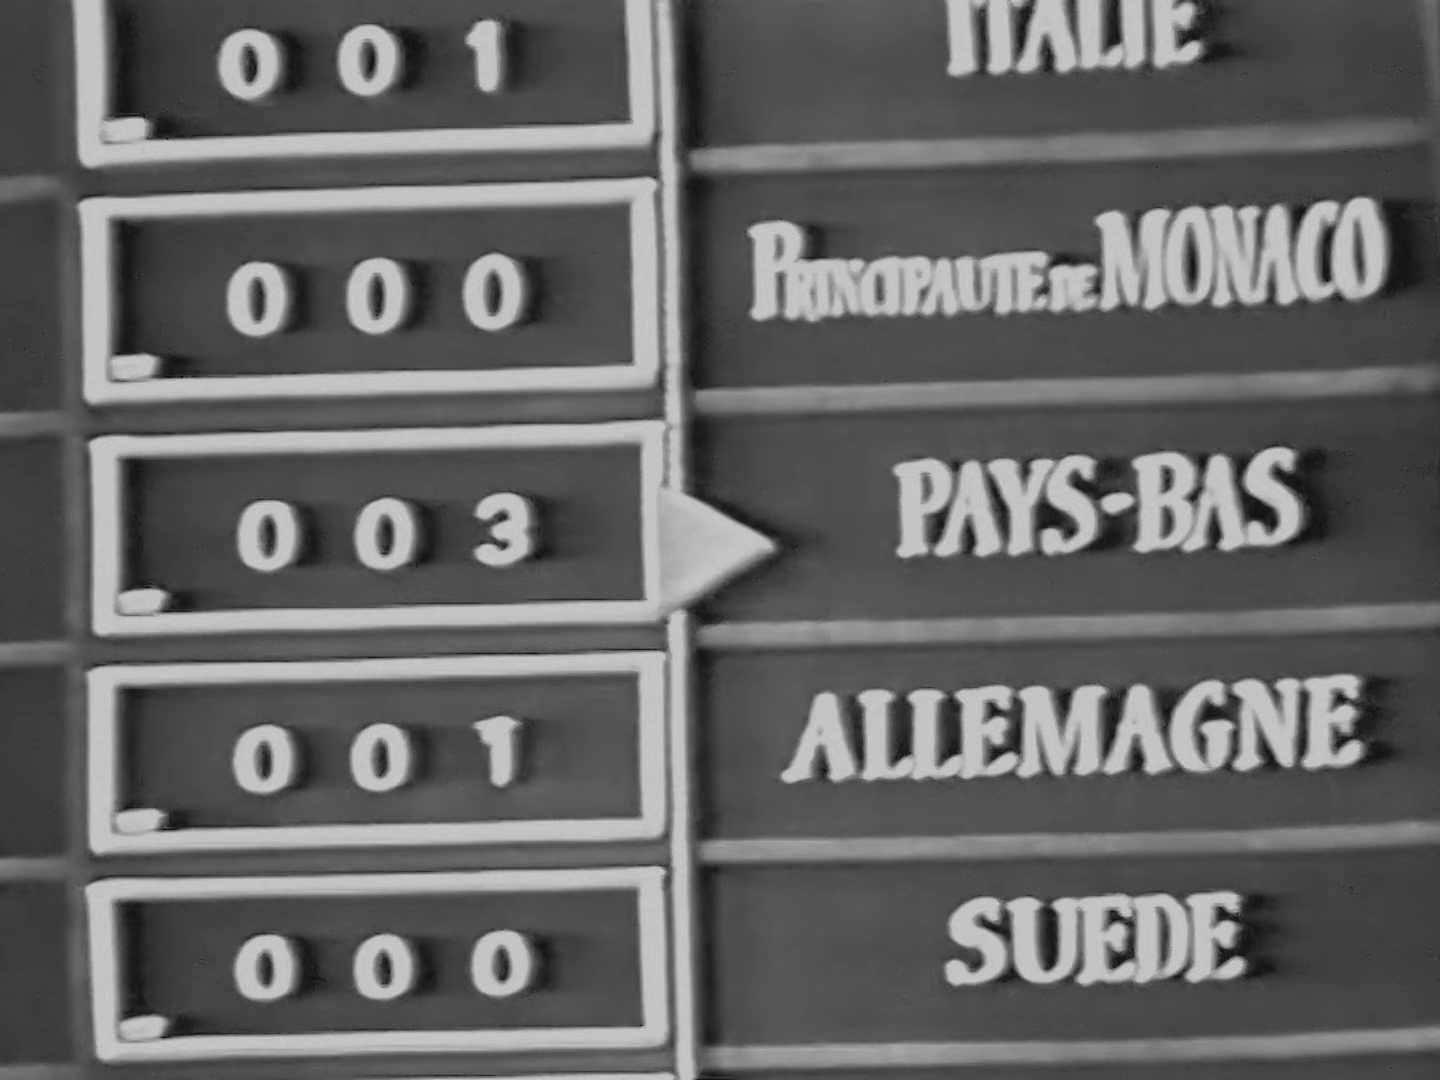 001 ITALIE
000 PRINCIPAUTE DE MONACO
003 PAYS-BAS
001 ALLEMAGNE
000 SUEDE